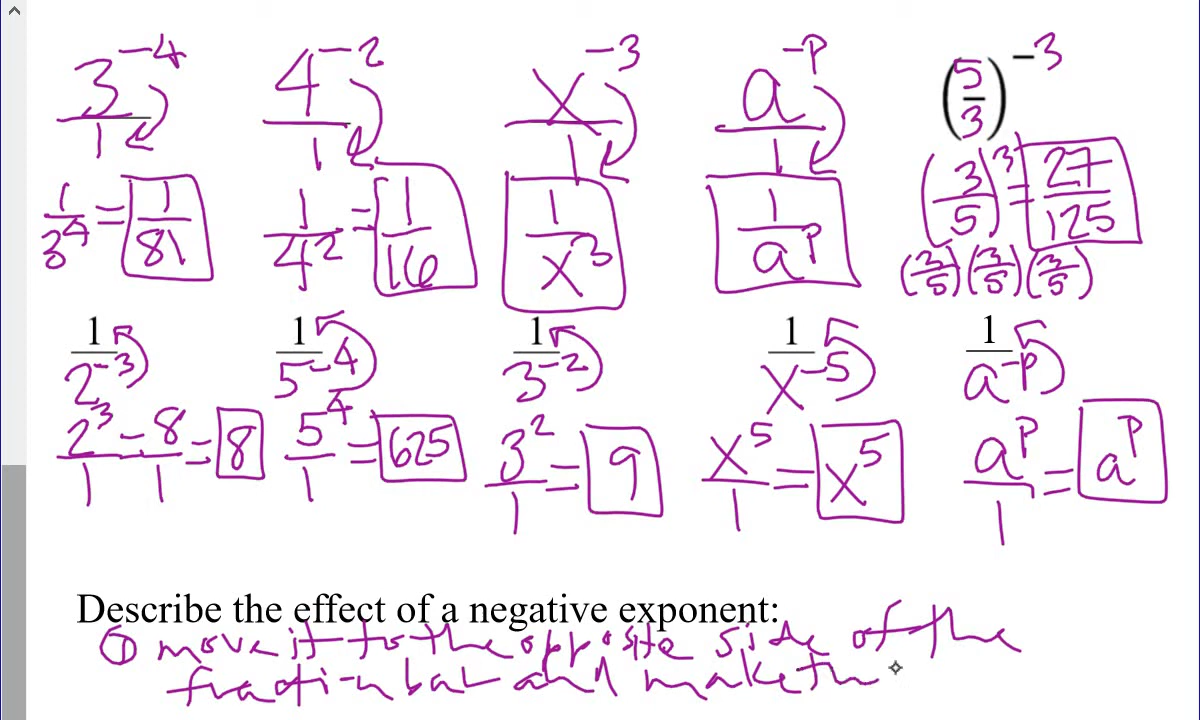 3^-4 4^-2 x^-3 a^-p (5/3)^-3
1 1 1 1
1/3^4 = 1/81 1/4^2 = 1/16 1/x^3 1/a^p (3/5)^3 = 27/125
(3/5)(3/5)(3/5)
1/2^-3 1/5^-4 1/3^-2 1/x^-5 1/a^-p
2^3/1 = 8/1 = 8 5^4/1 = 625 3^2/1 = 9 x^5/1 = x^5 a^p/1 = a^p
Describe the effect of a negative exponent:
① move it to the opposite side of the
fraction bar and make th